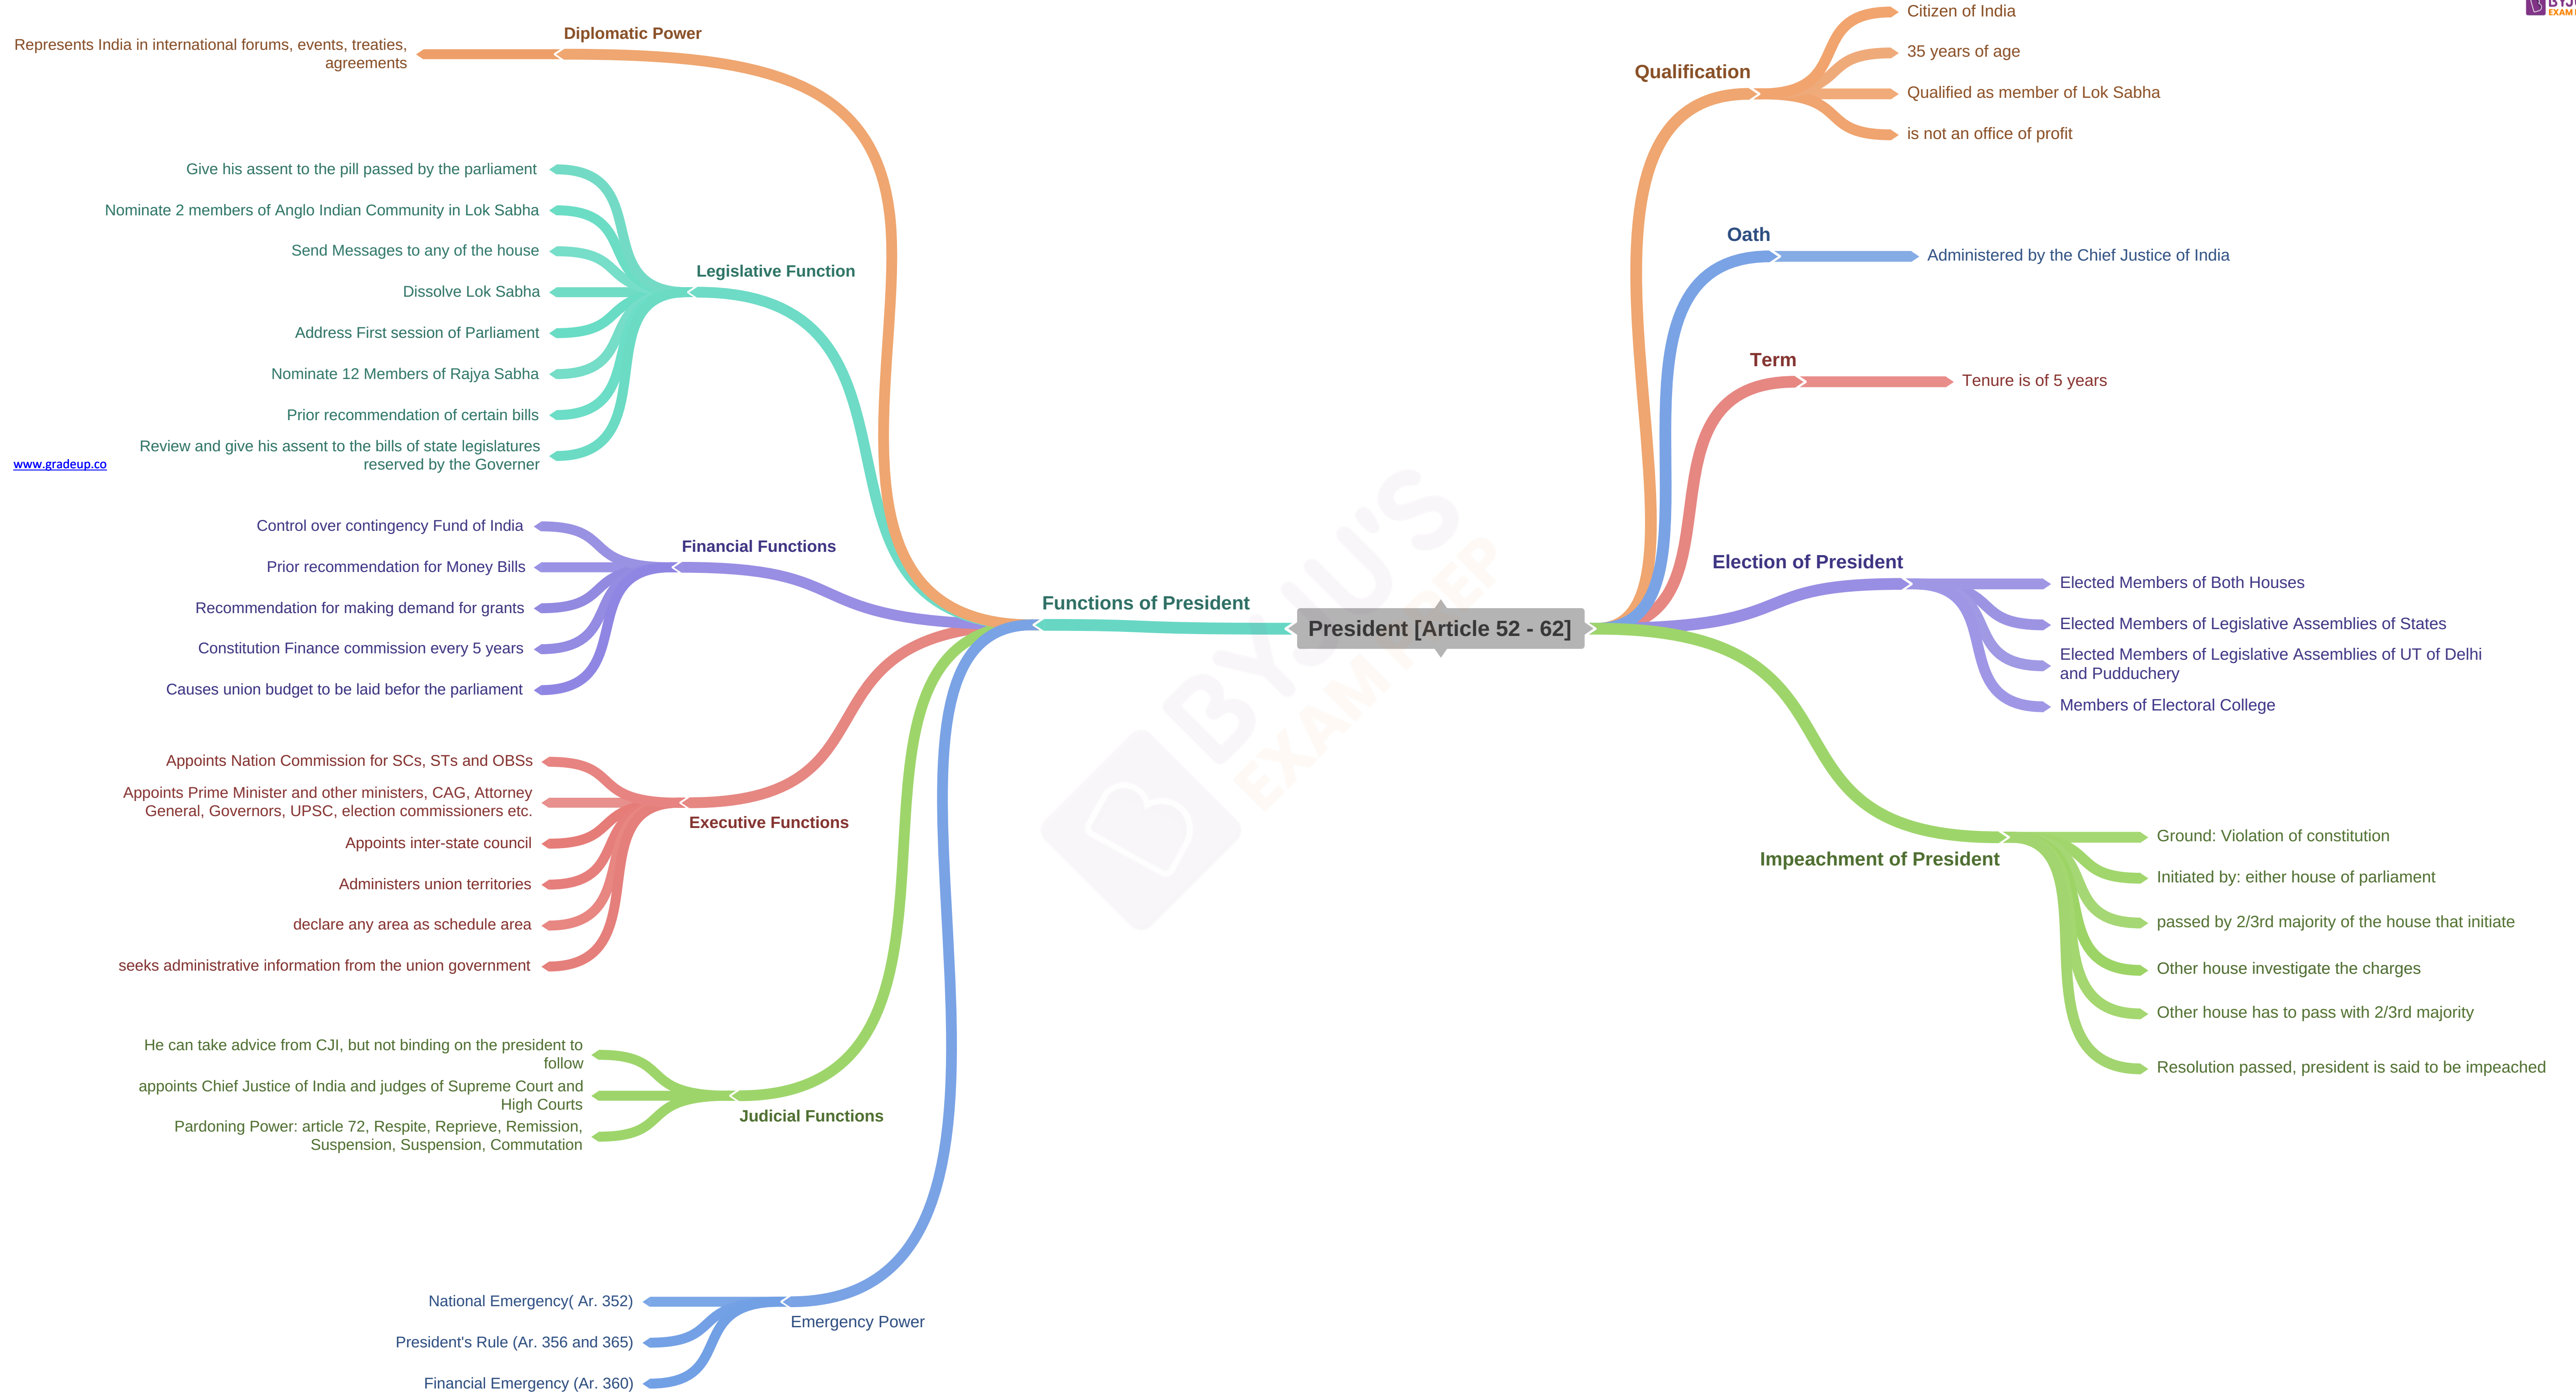 President [Article 52 - 62]
Qualification
Citizen of India
35 years of age
Qualified as member of Lok Sabha
is not an office of profit
Oath
Administered by the Chief Justice of India
Term
Tenure is of 5 years
Election of President
Elected Members of Both Houses
Elected Members of Legislative Assemblies of States
Elected Members of Legislative Assemblies of UT of Delhi
and Pudduchery
Members of Electoral College
Impeachment of President
Ground: Violation of constitution
Initiated by: either house of parliament
passed by 2/3rd majority of the house that initiate
Other house investigate the charges
Other house has to pass with 2/3rd majority
Resolution passed, president is said to be impeached
Functions of President
Diplomatic Power
Represents India in international forums, events, treaties,
agreements
Legislative Function
Give his assent to the pill passed by the parliament
Nominate 2 members of Anglo Indian Community in Lok Sabha
Send Messages to any of the house
Dissolve Lok Sabha
Address First session of Parliament
Nominate 12 Members of Rajya Sabha
Prior recommendation of certain bills
Review and give his assent to the bills of state legislatures
reserved by the Governer
www.gradeup.co
Financial Functions
Control over contingency Fund of India
Prior recommendation for Money Bills
Recommendation for making demand for grants
Constitution Finance commission every 5 years
Causes union budget to be laid befor the parliament
Executive Functions
Appoints Nation Commission for SCs, STs and OBSs
Appoints Prime Minister and other ministers, CAG, Attorney
General, Governors, UPSC, election commissioners etc.
Appoints inter-state council
Administers union territories
declare any area as schedule area
seeks administrative information from the union government
Judicial Functions
He can take advice from CJI, but not binding on the president to
follow
appoints Chief Justice of India and judges of Supreme Court and
High Courts
Pardoning Power: article 72, Respite, Reprieve, Remission,
Suspension, Suspension, Commutation
Emergency Power
National Emergency( Ar. 352)
President's Rule (Ar. 356 and 365)
Financial Emergency (Ar. 360)
BYJU'S
EXAM PREP